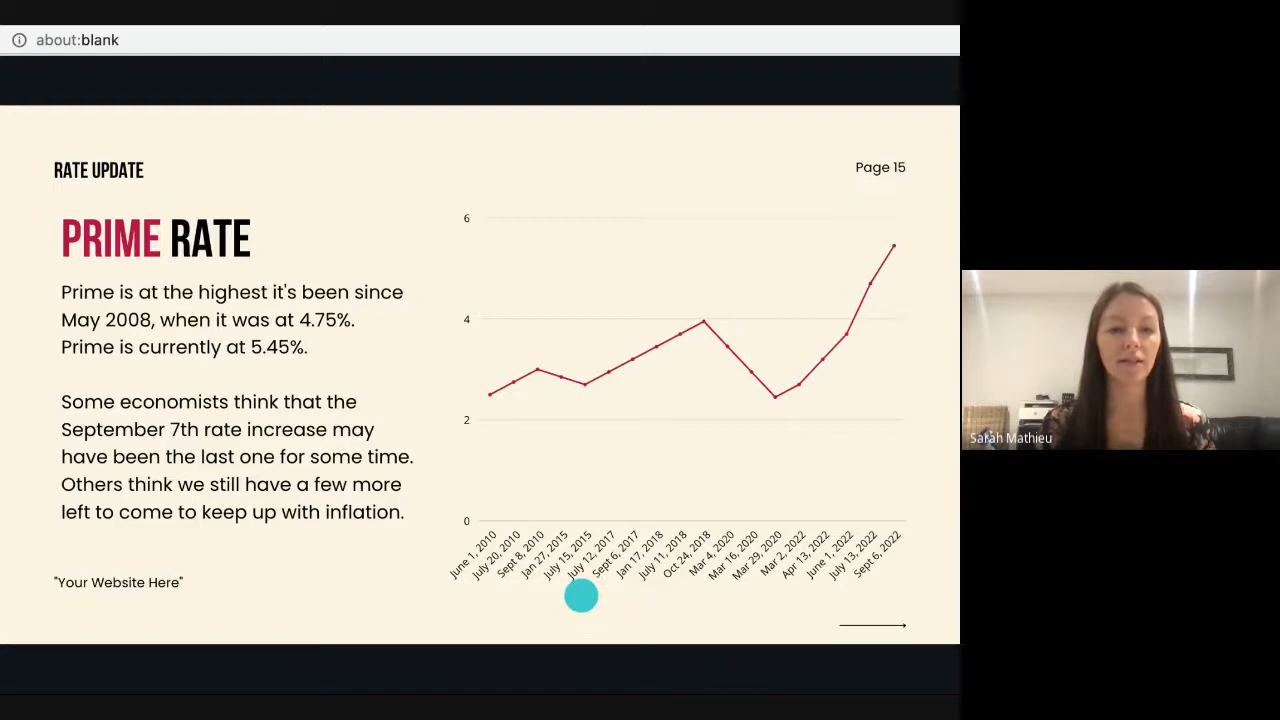 about:blank
RATE UPDATE
Page 15
PRIME RATE
Prime is at the highest it's been since
May 2008, when it was at 4.75%.
Prime is currently at 5.45%.
Some economists think that the
September 7th rate increase may
have been the last one for some time.
Others think we still have a few more
left to come to keep up with inflation.
"Your Website Here"
6
4
2
0
June 1, 2010
July 20, 2010
Sept 8, 2010
Jan 27, 2015
July 15, 2015
July 12, 2017
Sept 6, 2017
Jan 17, 2018
July 11, 2018
Oct 24, 2018
Mar 4, 2020
Mar 16, 2020
Mar 29, 2020
Mar 2, 2022
Apr 13, 2022
June 1, 2022
July 13, 2022
Sept 6, 2022
Sarah Mathieu